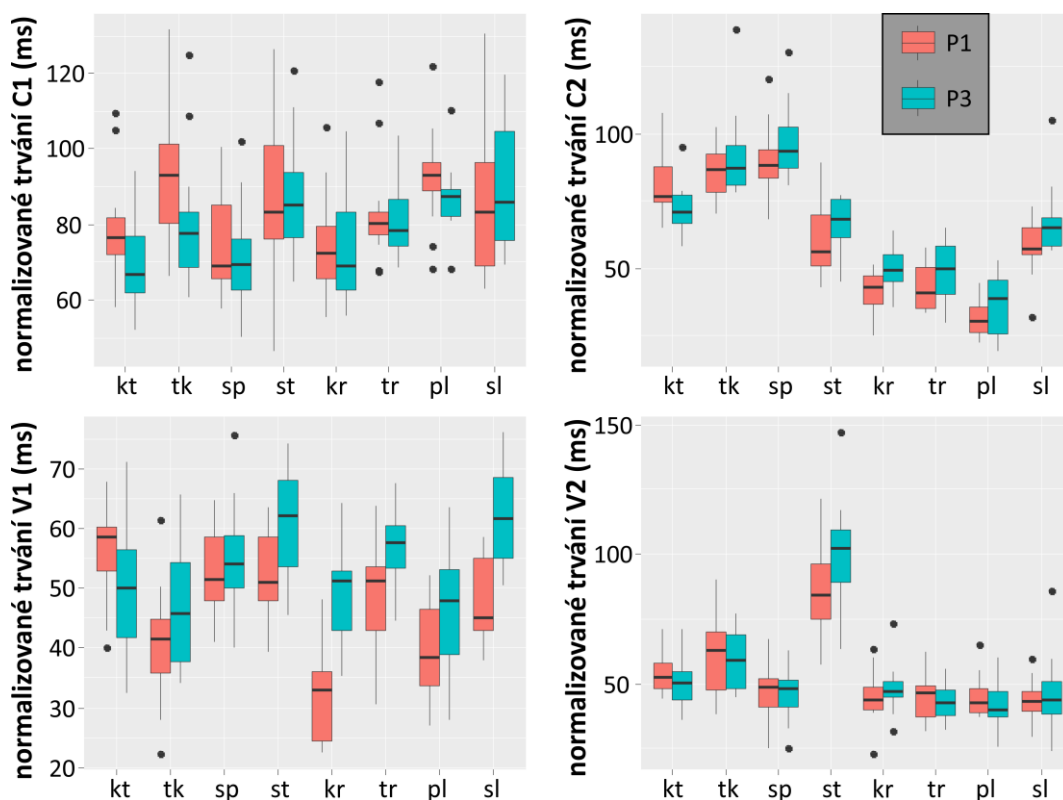 normalizované trvání C1 (ms)
120
100
80
60
kt tk sp st kr tr pl sl
normalizované trvání C2 (ms)
100
50
kt tk sp st kr tr pl sl
P1
P3
normalizované trvání V1 (ms)
70
60
50
40
30
20
kt tk sp st kr tr pl sl
normalizované trvání V2 (ms)
150
100
50
kt tk sp st kr tr pl sl